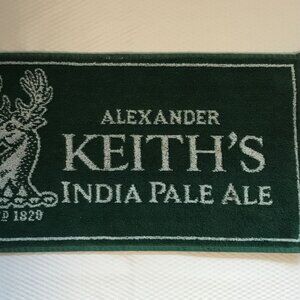 ALEXANDER
KEITH'S
INDIA PALE ALE
1820